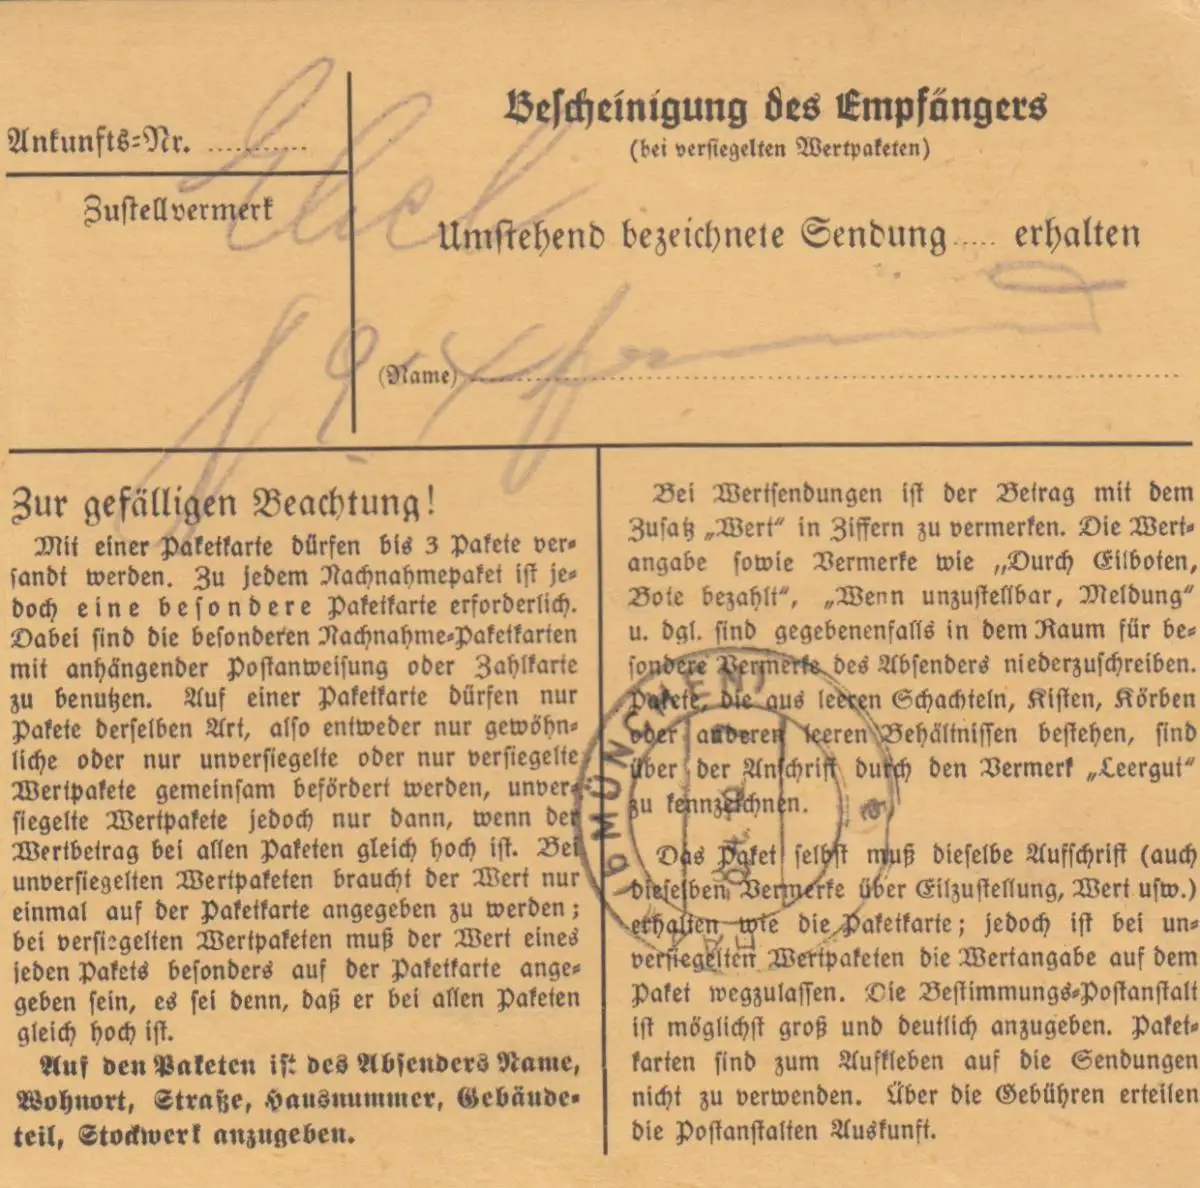 Ankunfts-Nr. ..........
Zustellvermerk
Bescheinigung des Empfängers
(bei versiegelten Wertpaketen)
Umstehend bezeichnete Sendung..... erhalten
(Name)
Zur gefälligen Beachtung!
Mit einer Paketkarte dürfen bis 3 Pakete ver-
sandt werden. Zu jedem Nachnahmepaket ist je-
doch eine besondere Paketkarte erforderlich.
Dabei sind die besonderen Nachnahme-Paketkarten
mit anhängender Postanweisung oder Zahlkarte
zu benutzen. Auf einer Paketkarte dürfen nur
Pakete derselben Art, also entweder nur gewöhn-
liche oder nur unversiegelte oder nur versiegelte
Wertpakete gemeinsam befördert werden, unver-
siegelte Wertpakete jedoch nur dann, wenn der
Wertbetrag bei allen Paketen gleich hoch ist. Bei
unversiegelten Wertpaketen braucht der Wert nur
einmal auf der Paketkarte angegeben zu werden;
bei versiegelten Wertpaketen muß der Wert eines
jeden Pakets besonders auf der Paketkarte ange-
geben sein, es sei denn, daß er bei allen Paketen
gleich hoch ist.
Auf den Paketen ist des Absenders Name,
Wohnort, Straße, Hausnummer, Gebäude-
teil, Stockwerk anzugeben.
Bei Wertsendungen ist der Betrag mit dem
Zusatz „Wert“ in Ziffern zu vermerken. Die Wert-
angabe sowie Vermerke wie „Durch Eilboten,
Bote bezahlt“, „Wenn unzustellbar, Meldung“
u. dgl. sind gegebenenfalls in dem Raum für be-
sondere Vermerke des Absenders niederzuschreiben.
Pakete, die aus leeren Schachteln, Kisten, Körben
oder anderen leeren Behältnissen bestehen, sind
über der Anschrift durch den Vermerk „Leergut“
zu kennzeichnen.
Das Paket selbst muß dieselbe Aufschrift (auch
dieselben Vermerke über Eilzustellung, Wert usw.)
erhalten wie die Paketkarte; jedoch ist bei un-
versiegelten Wertpaketen die Wertangabe auf dem
Paket wegzulassen. Die Bestimmungs-Postanstalt
ist möglichst groß und deutlich anzugeben. Paket-
karten sind zum Aufkleben auf die Sendungen
nicht zu verwenden. Über die Gebühren erteilen
die Postanstalten Auskunft.
MÜNCHEN